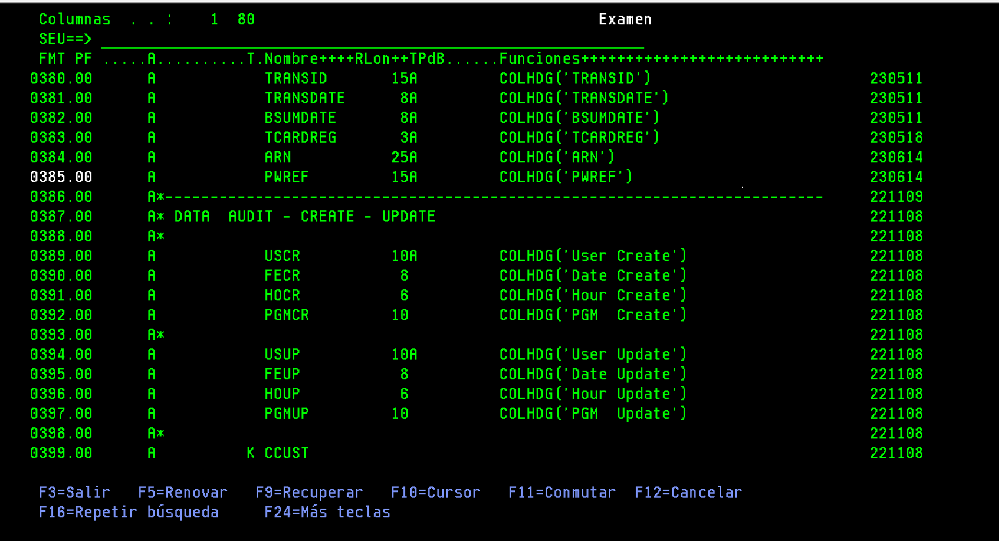 Columnas  . . :    1  80                                      Examen
SEU==> ____________________________________________________________
FMT PF .....A..........T.Nombre++++RLon++TPdB......Funciones+++++++++++++++++++++++++++
0380.00      A            TRANSID       15A         COLHDG('TRANSID')                        230511
0381.00      A            TRANSDATE      8A         COLHDG('TRANSDATE')                      230511
0382.00      A            BSUMDATE       8A         COLHDG('BSUMDATE')                       230511
0383.00      A            TCARDREG       3A         COLHDG('TCARDREG')                       230518
0384.00      A            ARN           25A         COLHDG('ARN')                            230614
0385.00      A            PWREF         15A         COLHDG('PWREF')                          230614
0386.00      A*-------------------------------------------------------------------------     221109
0387.00      A* DATA  AUDIT - CREATE - UPDATE                                                221108
0388.00      A*                                                                              221108
0389.00      A            USCR          10A         COLHDG('User Create')                    221108
0390.00      A            FECR           8          COLHDG('Date Create')                    221108
0391.00      A            HOCR           6          COLHDG('Hour Create')                    221108
0392.00      A            PGMCR         10          COLHDG('PGM  Create')                    221108
0393.00      A*                                                                              221108
0394.00      A            USUP          10A         COLHDG('User Update')                    221108
0395.00      A            FEUP           8          COLHDG('Date Update')                    221108
0396.00      A            HOUP           6          COLHDG('Hour Update')                    221108
0397.00      A            PGMUP         10          COLHDG('PGM  Update')                    221108
0398.00      A*                                                                              221108
0399.00      A          K CCUST                                                              221108
F3=Salir   F5=Renovar   F9=Recuperar   F10=Cursor   F11=Conmutar  F12=Cancelar
F16=Repetir búsqueda     F24=Más teclas